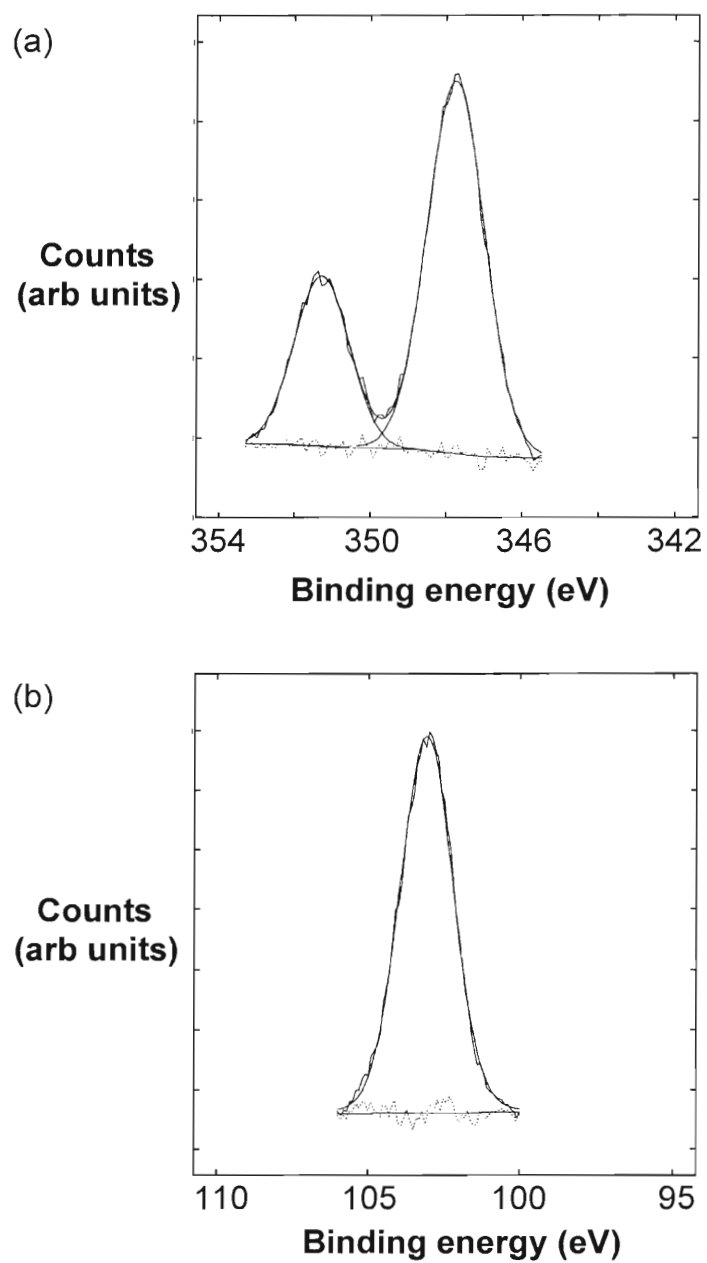 (a)
Counts
(arb units)
354 350 346 342
Binding energy (eV)
(b)
Counts
(arb units)
110 105 100 95
Binding energy (eV)